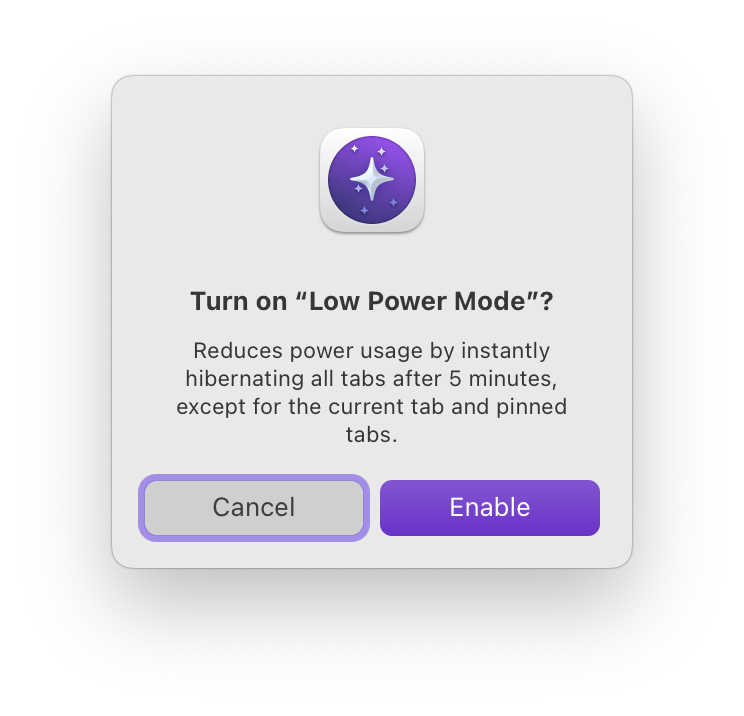 Turn on “Low Power Mode”?
Reduces power usage by instantly
hibernating all tabs after 5 minutes,
except for the current tab and pinned
tabs.
Cancel
Enable